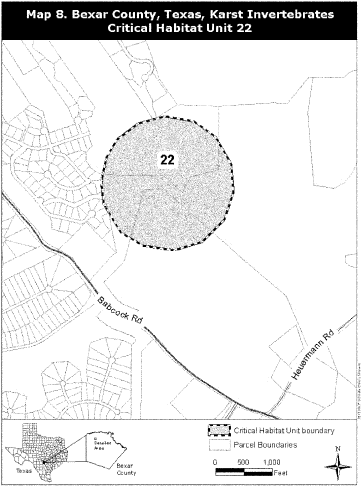 Map 8. Bexar County, Texas, Karst Invertebrates
Critical Habitat Unit 22
22
Babcock Rd
Heuermann Rd
Critical Habitat Unit boundary
Parcel Boundaries
Detailed
Area
Texas
Bexar
County
0 500 1,000
Feet
N